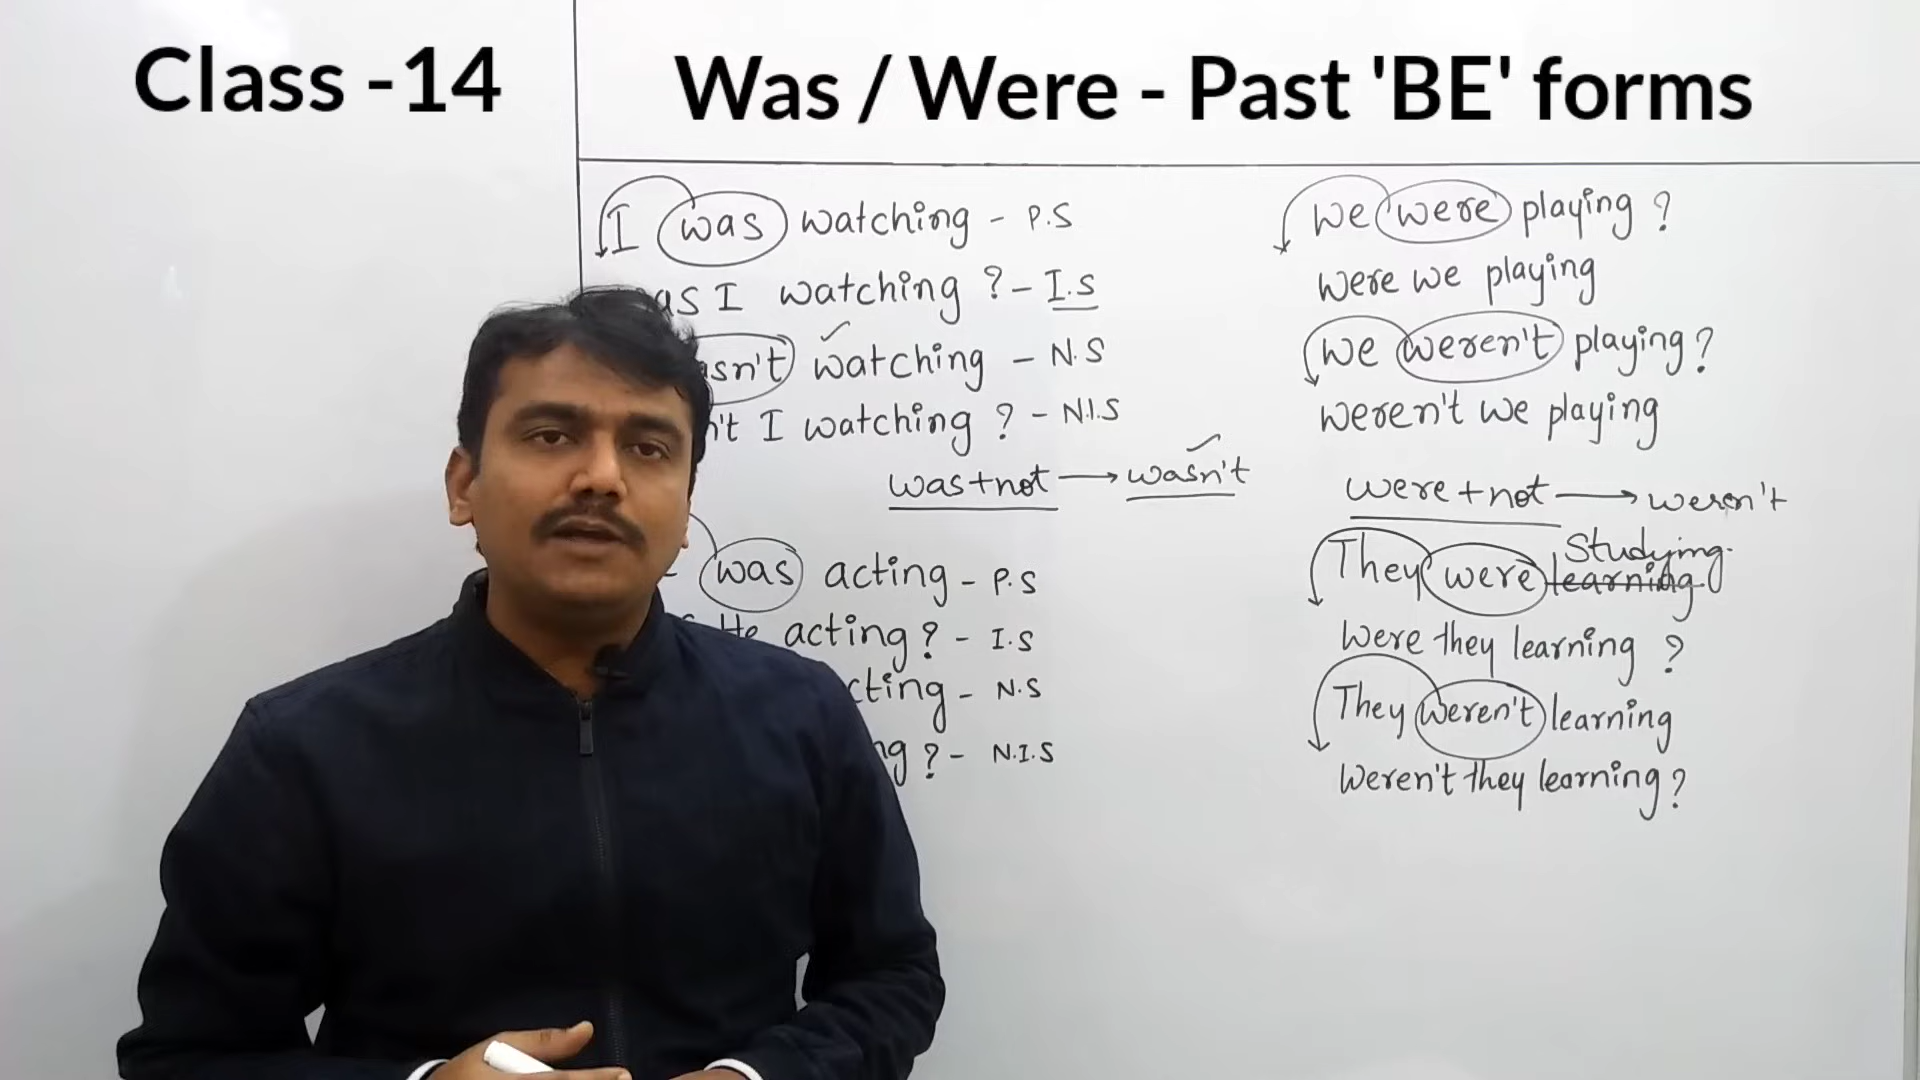 Class -14
Was / Were - Past 'BE' forms
I was watching - P.S
I watching ? - I.S
watching - N.S
I watching ? - N.I.S
was+not → wasn't
was acting - P.S
He acting ? - I.S
- N.S
? - N.I.S
we were playing ?
were we playing
we weren't playing ?
weren't we playing
were + not → weren't
Studying
They were learning
Were they learning ?
They weren't learning
Weren't they learning ?